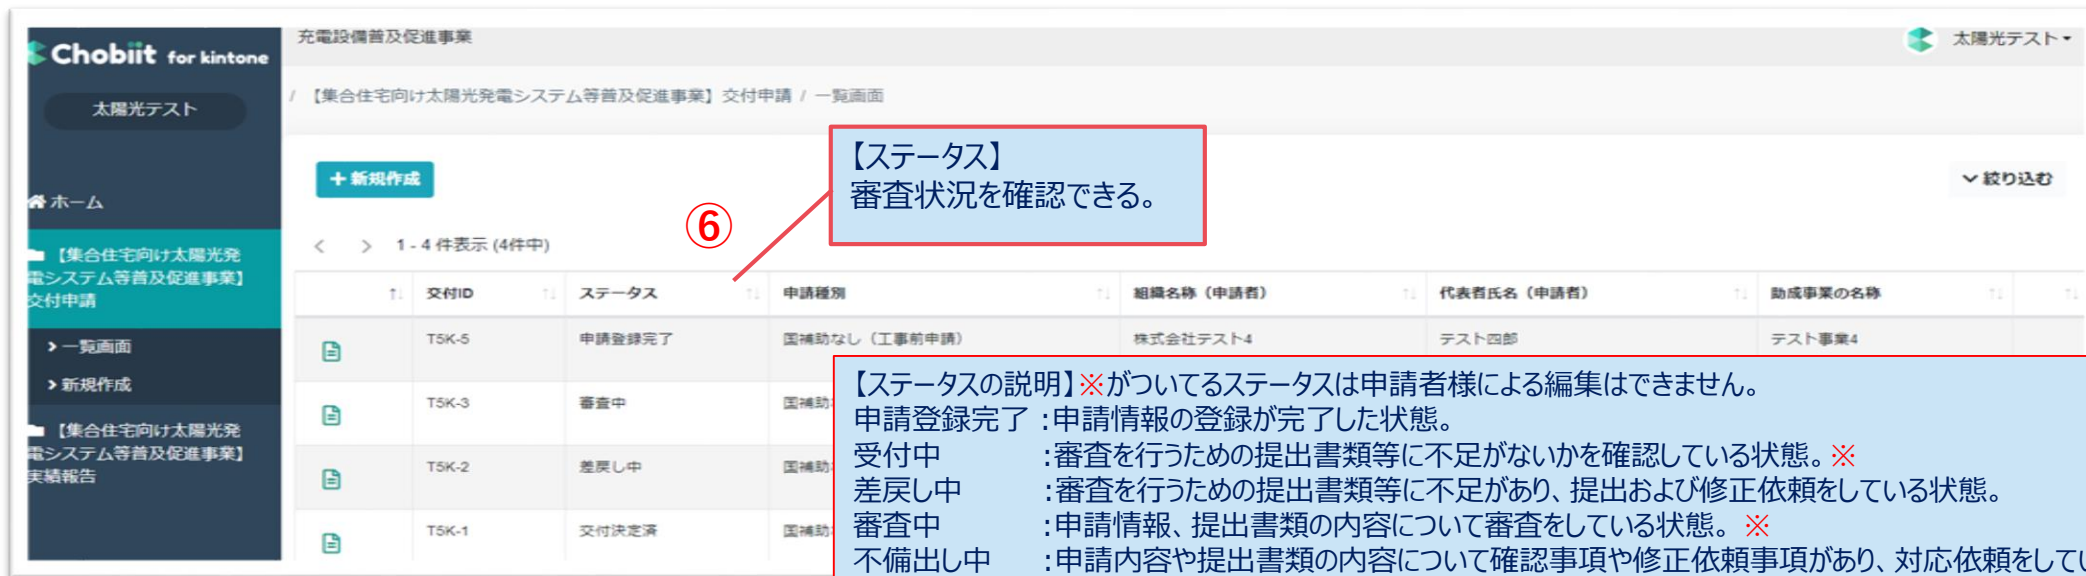 Chobiit for kintone
充電設備普及促進事業
太陽光テスト
太陽光テスト
/ 【集合住宅向け太陽光発電システム等普及促進事業】交付申請 / 一覧画面
ホーム
【集合住宅向け太陽光発
電システム等普及促進事業】
交付申請
一覧画面
新規作成
【集合住宅向け太陽光発
電システム等普及促進事業】
実績報告
+新規作成
絞り込む
【ステータス】
審査状況を確認できる。
⑥
< > 1 - 4 件表示 (4件中)
交付ID ステータス 申請種別 組織名称（申請者） 代表者氏名（申請者） 助成事業の名称
T5K-5 申請登録完了 国補助なし（工事前申請） 株式会社テスト4 テスト四郎 テスト事業4
T5K-3 審査中 国補助
T5K-2 差戻し中 国補助
T5K-1 交付決定済 国補助
【ステータスの説明】※がついてるステータスは申請者様による編集はできません。
申請登録完了：申請情報の登録が完了した状態。
受付中　　　：審査を行うための提出書類等に不足がないかを確認している状態。※
差戻し中　　：審査を行うための提出書類等に不足があり、提出および修正依頼をしている状態。
審査中　　　：申請情報、提出書類の内容について審査をしている状態。※
不備出し中　：申請内容や提出書類の内容について確認事項や修正依頼事項があり、対応依頼をしてい